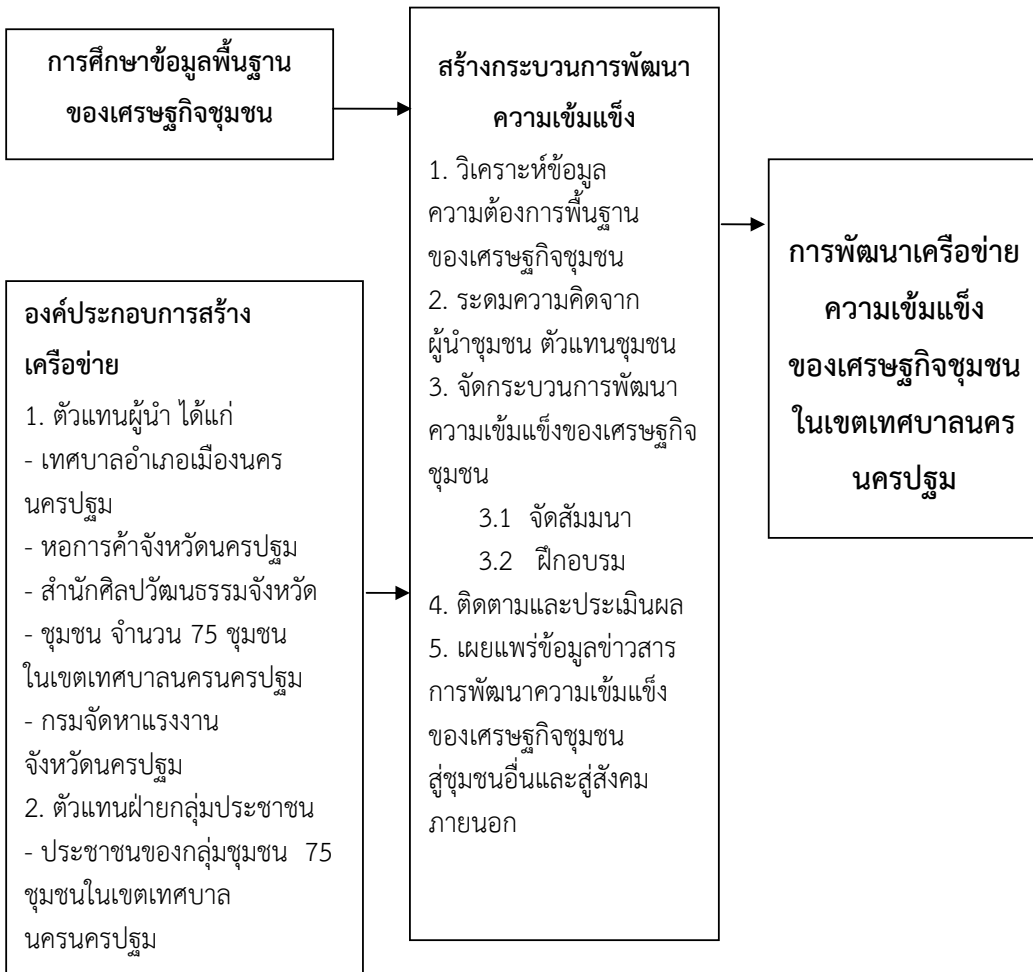 การศึกษาข้อมูลพื้นฐาน
ของเศรษฐกิจชุมชน
องค์ประกอบการสร้าง
เครือข่าย
1. ตัวแทนผู้นำ ได้แก่
- เทศบาลอำเภอเมืองนคร
นครปฐม
- หอการค้าจังหวัดนครปฐม
- สำนักศิลปวัฒนธรรมจังหวัด
- ชุมชน จำนวน 75 ชุมชน
ในเขตเทศบาลนครนครปฐม
- กรมจัดหาแรงงาน
จังหวัดนครปฐม
2. ตัวแทนฝ่ายกลุ่มประชาชน
- ประชาชนของกลุ่มชุมชน 75
ชุมชนในเขตเทศบาล
นครนครปฐม
สร้างกระบวนการพัฒนา
ความเข้มแข็ง
1. วิเคราะห์ข้อมูล
ความต้องการพื้นฐาน
ของเศรษฐกิจชุมชน
2. ระดมความคิดจาก
ผู้นำชุมชน ตัวแทนชุมชน
3. จัดกระบวนการพัฒนา
ความเข้มแข็งของเศรษฐกิจ
ชุมชน
3.1 จัดสัมมนา
3.2 ฝึกอบรม
4. ติดตามและประเมินผล
5. เผยแพร่ข้อมูลข่าวสาร
การพัฒนาความเข้มแข็ง
ของเศรษฐกิจชุมชน
สู่ชุมชนอื่นและสู่สังคม
ภายนอก
การพัฒนาเครือข่าย
ความเข้มแข็ง
ของเศรษฐกิจชุมชน
ในเขตเทศบาลนคร
นครปฐม